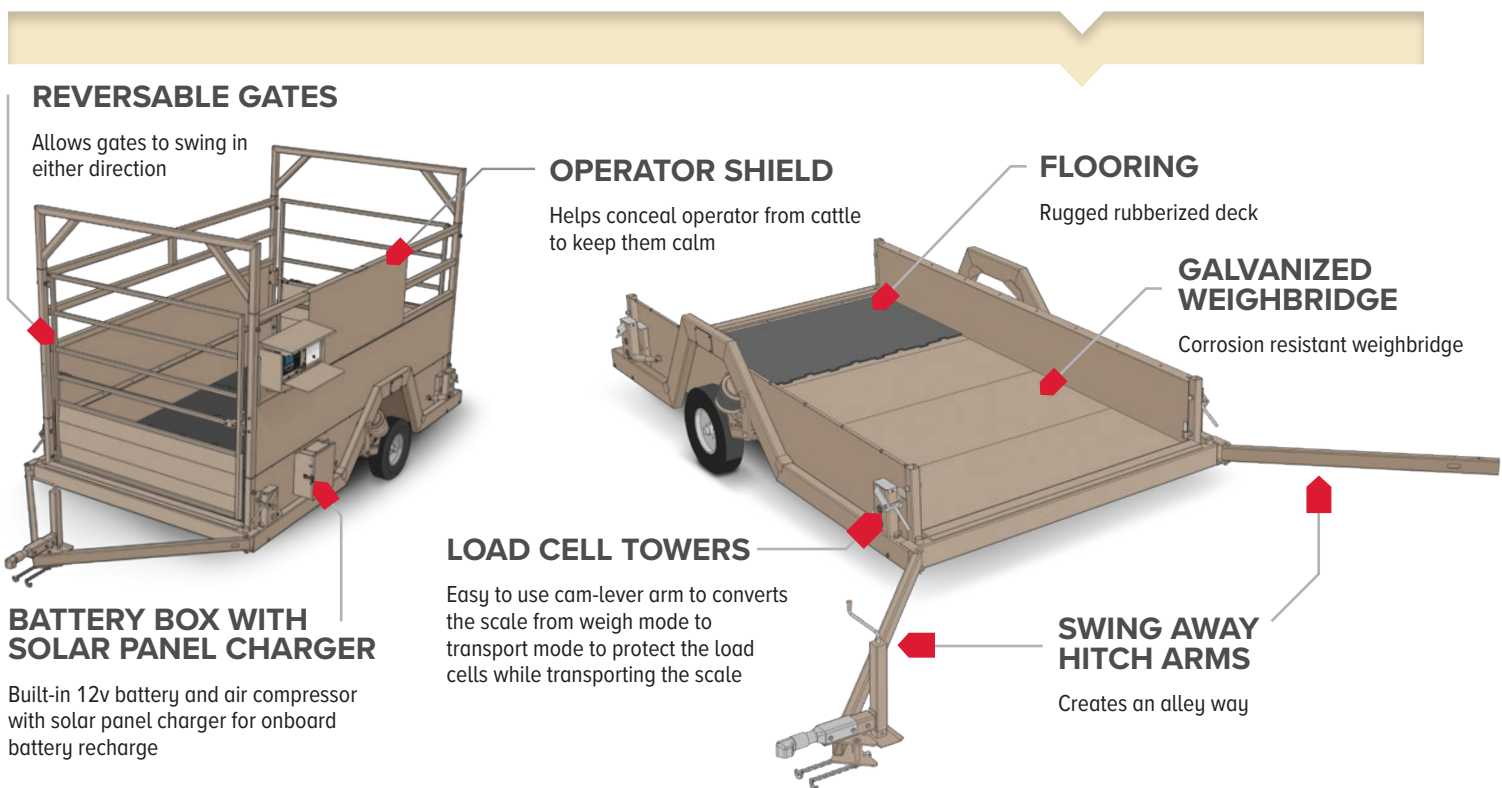 REVERSABLE GATES
Allows gates to swing in
either direction
OPERATOR SHIELD
Helps conceal operator from cattle
to keep them calm
FLOORING
Rugged rubberized deck
GALVANIZED
WEIGHBRIDGE
Corrosion resistant weighbridge
LOAD CELL TOWERS
Easy to use cam-lever arm to converts
the scale from weigh mode to
transport mode to protect the load
cells while transporting the scale
BATTERY BOX WITH
SOLAR PANEL CHARGER
Built-in 12v battery and air compressor
with solar panel charger for onboard
battery recharge
SWING AWAY
HITCH ARMS
Creates an alley way